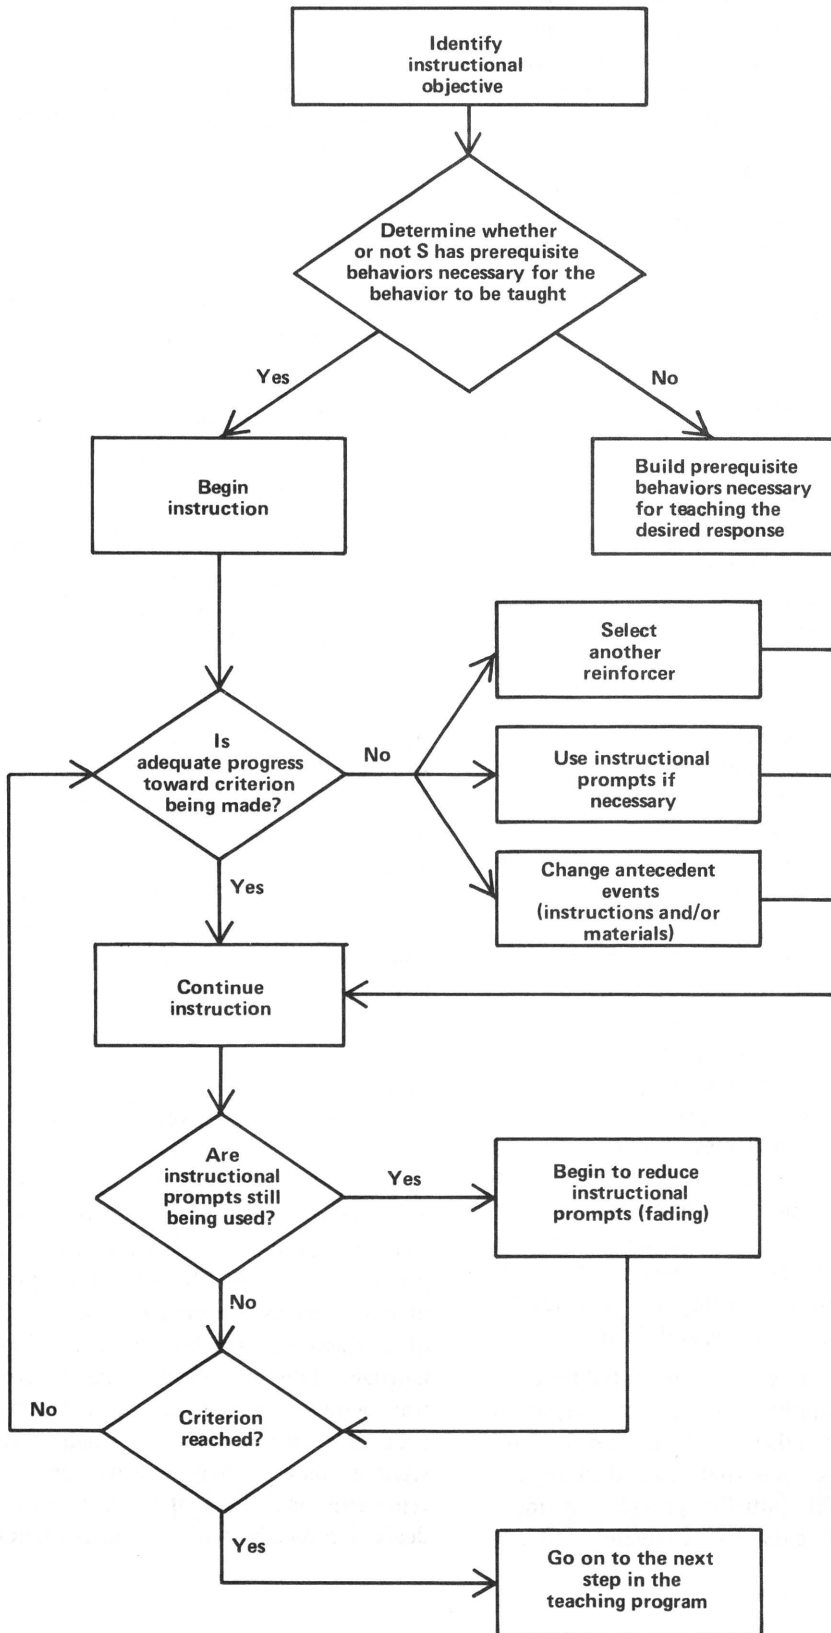 Identify
instructional
objective
Determine whether
or not S has prerequisite
behaviors necessary for the
behavior to be taught
Yes
No
Begin
instruction
Build prerequisite
behaviors necessary
for teaching the
desired response
Select
another
reinforcer
Is
adequate progress
toward criterion
being made?
No
Use instructional
prompts if
necessary
Yes
Change antecedent
events
(instructions and/or
materials)
Continue
instruction
Are
instructional
prompts still
being used?
Yes
Begin to reduce
instructional
prompts (fading)
No
No
Criterion
reached?
Yes
Go on to the next
step in the
teaching program